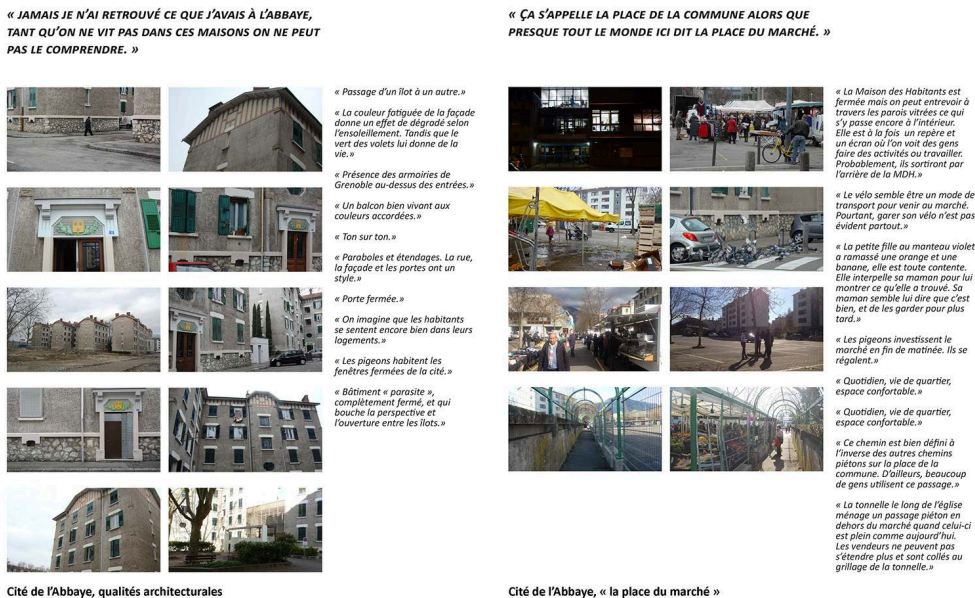 « JAMAIS JE N'AI RETROUVÉ CE QUE J'AVAIS À L'ABBAYE,
TANT QU'ON NE VIT PAS DANS CES MAISONS ON NE PEUT
PAS LE COMPRENDRE. »
« Passage d'un îlot à un autre.»
« La couleur fatiguée de la façade
donne un effet de dégradé selon
l'ensoleillement. Tandis que le
vert des volets lui donne de la
vie.»
« Présence des armoiries de
Grenoble au-dessus des entrées.»
« Un balcon bien vivant aux
couleurs accordées.»
« Ton sur ton.»
« Paraboles et étendages. La rue,
la façade et les portes ont un
style.»
« Porte fermée.»
« On imagine que les habitants
se sentent encore bien dans leurs
logements.»
« Les pigeons habitent les
fenêtres fermées de la cité.»
« Bâtiment « parasite »,
complètement fermé, et qui
bouche la perspective et
l'ouverture entre les îlots.»
Cité de l'Abbaye, qualités architecturales
« ÇA S'APPELLE LA PLACE DE LA COMMUNE ALORS QUE
PRESQUE TOUT LE MONDE ICI DIT LA PLACE DU MARCHÉ. »
« La Maison des Habitants est
fermée mais on peut entrevoir à
travers les parois vitrées ce qui
s'y passe encore à l'intérieur.
Elle est à la fois un repère et
un écran où l'on voit des gens
faire des activités ou travailler.
Probablement, ils sortiront par
l'arrière de la MDH.»
« Le vélo semble être un mode de
transport pour venir au marché.
Pourtant, garer son vélo n'est pas
évident partout.»
« La petite fille au manteau violet
a ramassé une orange et une
banane, elle est toute contente.
Elle interpelle sa maman pour lui
montrer ce qu'elle a trouvé. Sa
maman semble lui dire que c'est
bien, et de les garder pour plus
tard.»
« Les pigeons investissent le
marché en fin de matinée. Ils se
régalent.»
« Quotidien, vie de quartier,
espace confortable.»
« Quotidien, vie de quartier,
espace confortable.»
« Ce chemin est bien défini à
l'inverse des autres chemins
piétons sur la place de la
commune. D'ailleurs, beaucoup
de gens utilisent ce passage.»
« La tonnelle le long de l'église
ménage un passage piéton en
dehors du marché quand celui-ci
est plein comme aujourd'hui.
Les vendeurs ne peuvent pas
s'étendre plus et sont collés au
grillage de la tonnelle.»
Cité de l'Abbaye, « la place du marché »